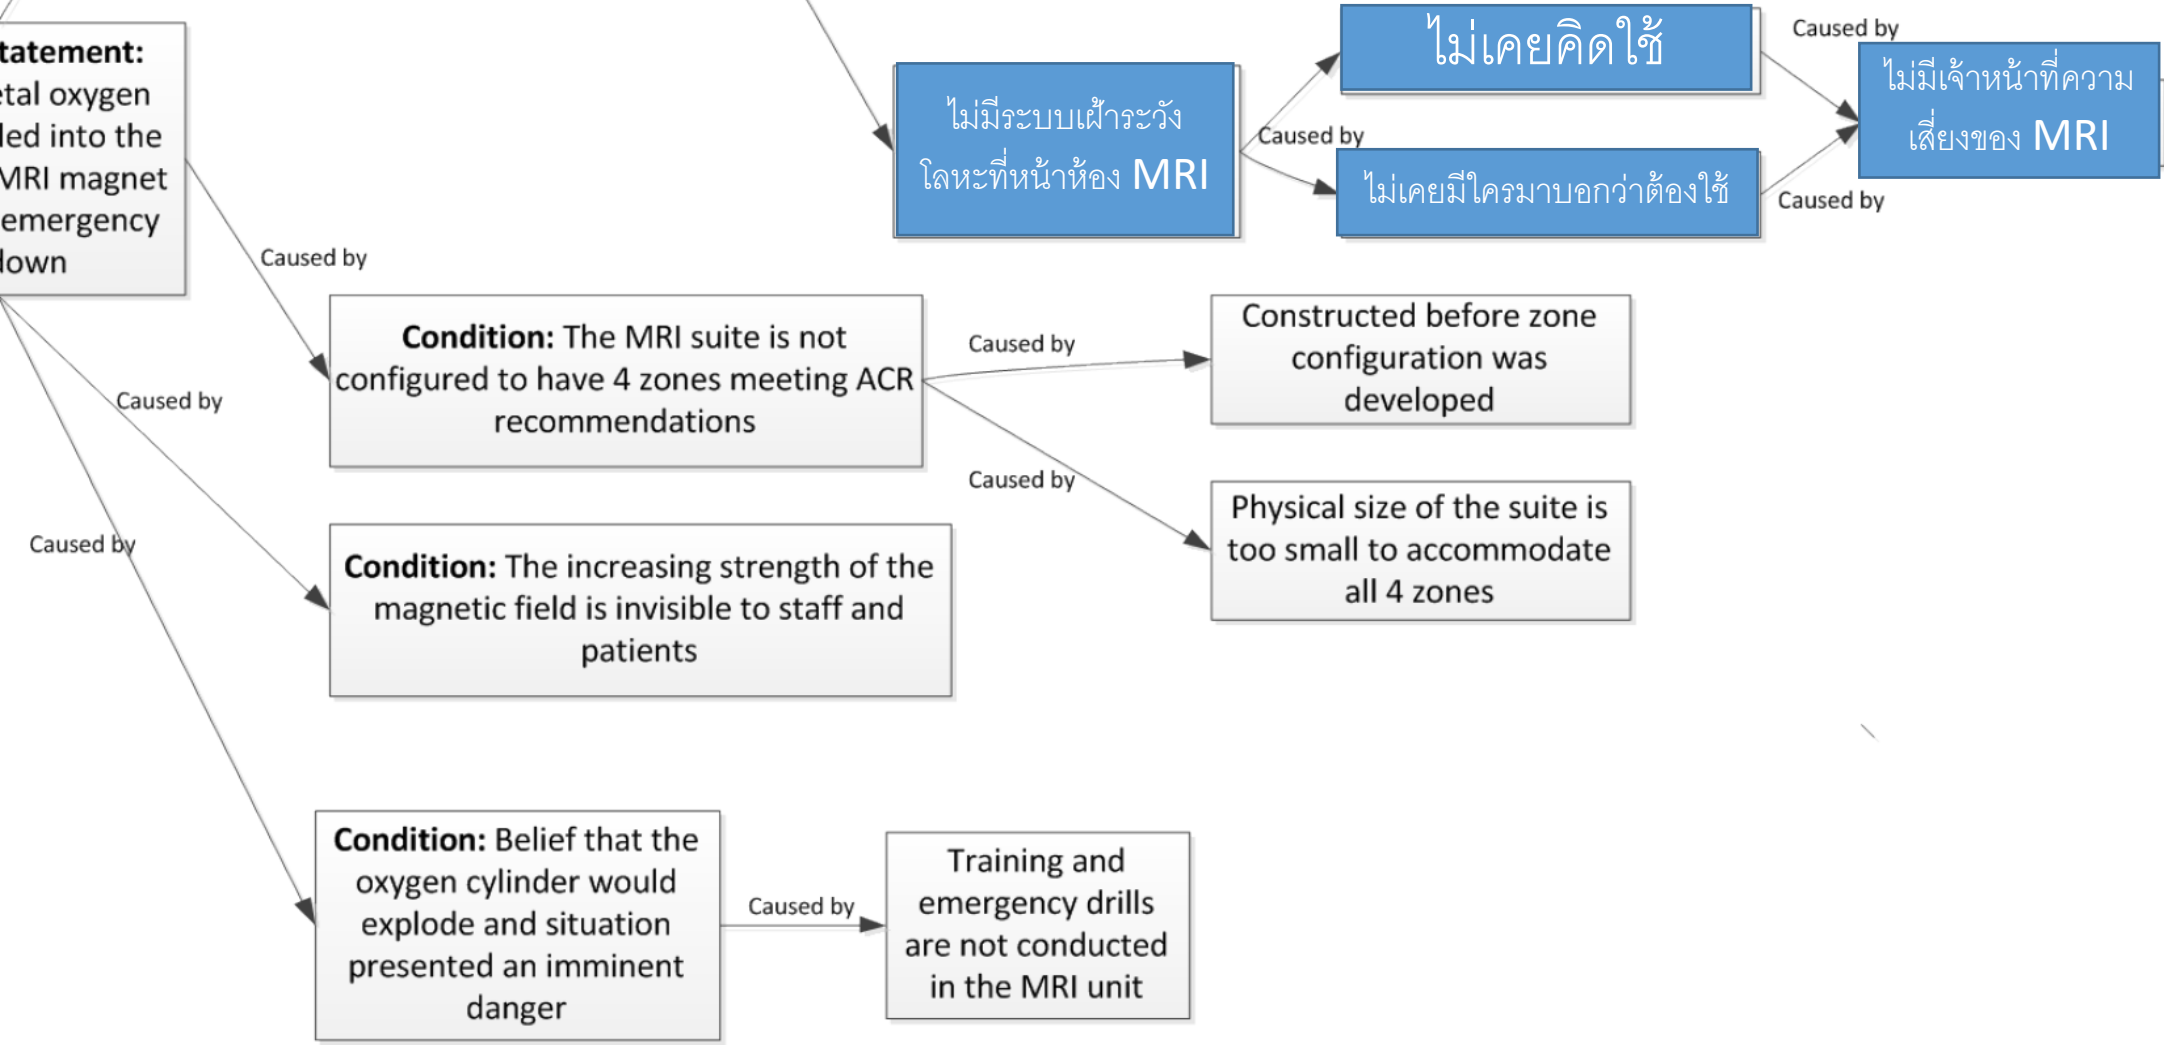 tatement:
etal oxygen
led into the
MRI magnet
emergency
down
ไม่มีระบบเฝ้าระวัง
โลหะที่หน้าห้อง MRI
Caused by
ไม่เคยคิดใช้
ไม่เคยมีใครมาบอกว่าต้องใช้
Caused by
Caused by
ไม่มีเจ้าหน้าที่ความ
เสี่ยงของ MRI
Caused by
Condition: The MRI suite is not
configured to have 4 zones meeting ACR
recommendations
Caused by
Constructed before zone
configuration was
developed
Caused by
Physical size of the suite is
too small to accommodate
all 4 zones
Caused by
Condition: The increasing strength of the
magnetic field is invisible to staff and
patients
Caused by
Condition: Belief that the
oxygen cylinder would
explode and situation
presented an imminent
danger
Caused by
Training and
emergency drills
are not conducted
in the MRI unit